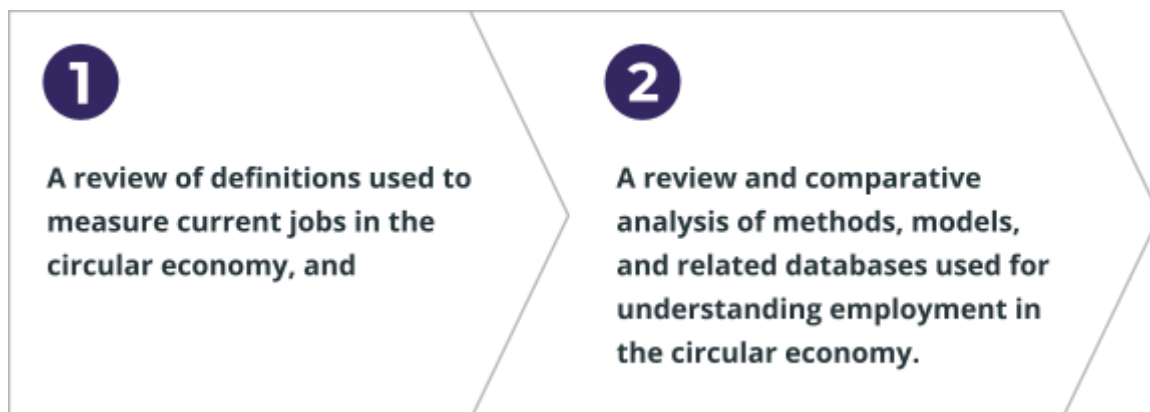 1
A review of definitions used to
measure current jobs in the
circular economy, and
2
A review and comparative
analysis of methods, models,
and related databases used for
understanding employment in
the circular economy.